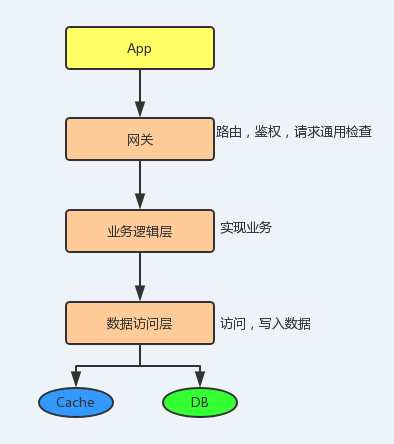 App
网关
路由，鉴权，请求通用检查
业务逻辑层
实现业务
数据访问层
访问，写入数据
Cache
DB